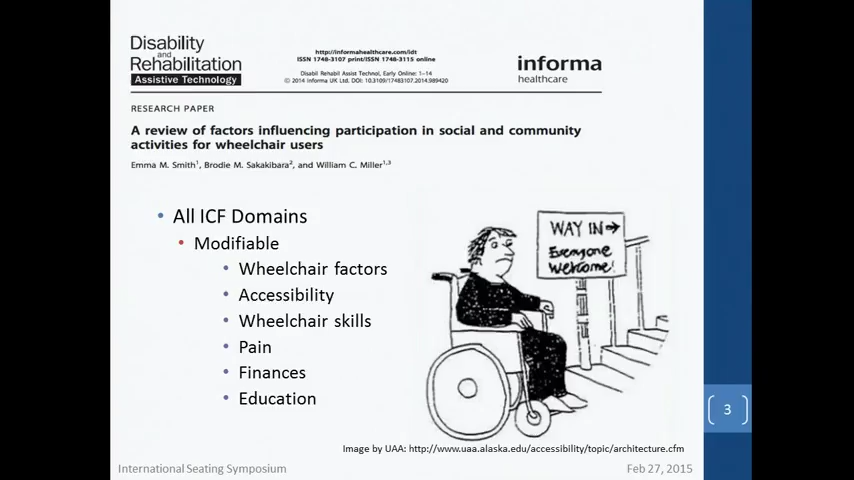 Disability
and
Rehabilitation
Assistive Technology
http://informahealthcare.com/idt
ISSN 1748-3107 print/ISSN 1748-3115 online
Disabil Rehabil Assist Technol, Early Online: 1–14
© 2014 Informa UK Ltd. DOI: 10.3109/17483107.2014.989420
informa
healthcare
RESEARCH PAPER
A review of factors influencing participation in social and community
activities for wheelchair users
Emma M. Smith¹, Brodie M. Sakakibara², and William C. Miller¹,³
• All ICF Domains
• Modifiable
• Wheelchair factors
• Accessibility
• Wheelchair skills
• Pain
• Finances
• Education
WAY IN→
Everyone
Welcome!
3
Image by UAA: http://www.uaa.alaska.edu/accessibility/topic/architecture.cfm
International Seating Symposium
Feb 27, 2015